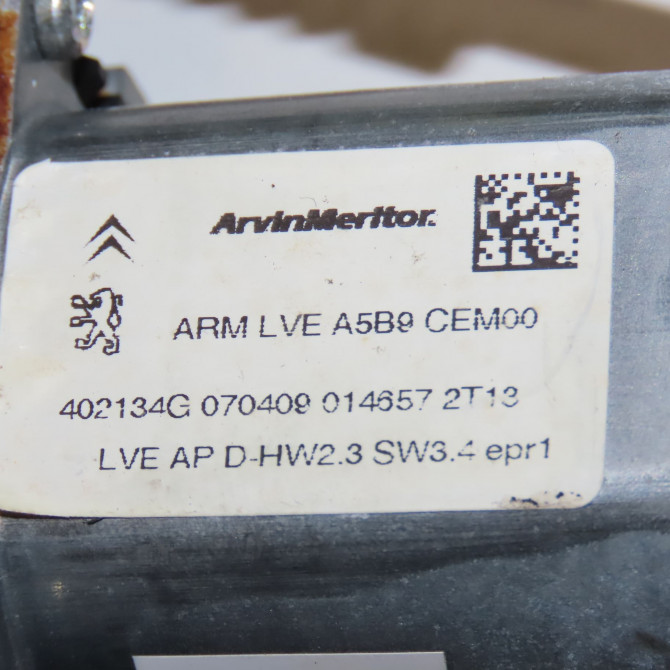 ArvinMeritor
ARM LVE A5B9 CEM00
402134G 070409 014657 2T13
LVE AP D-HW2.3 SW3.4 epr1